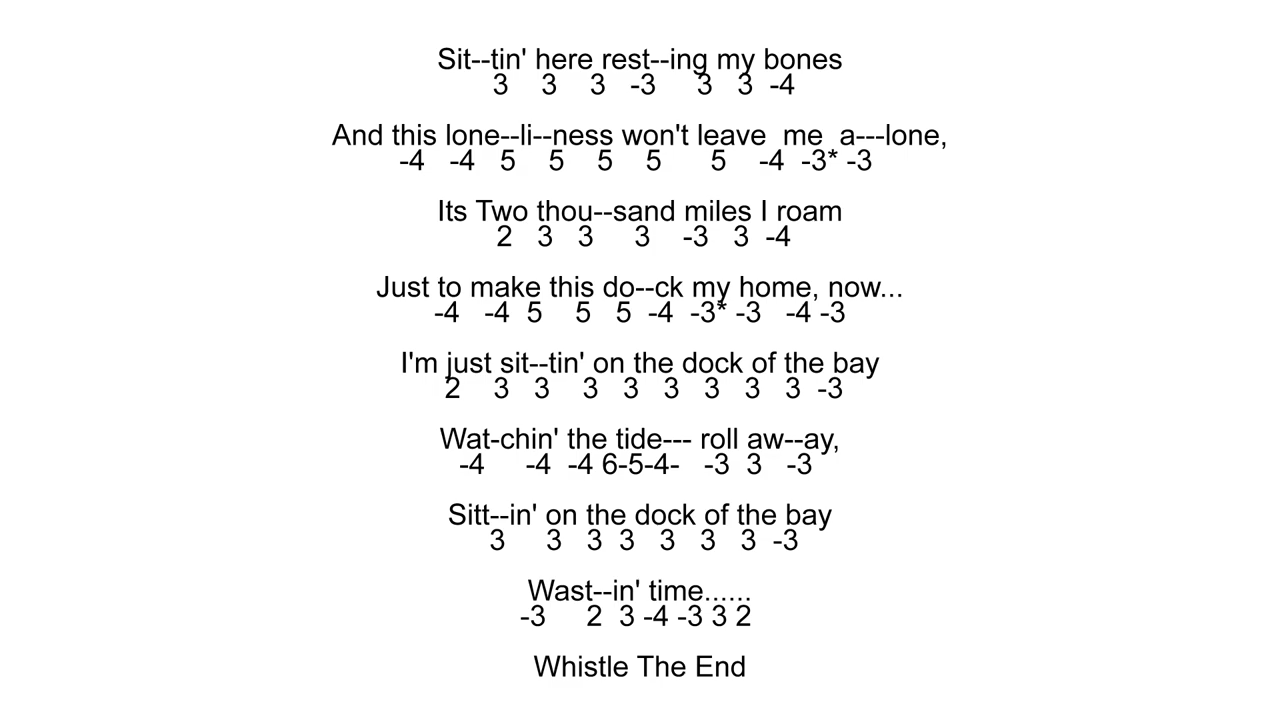 Sit--tin' here rest--ing my bones
3 3 3 -3 3 3 -4
And this lone--li--ness won't leave me a---lone,
-4 -4 5 5 5 5 5 -4 -3* -3
Its Two thou--sand miles I roam
2 3 3 3 -3 3 -4
Just to make this do--ck my home, now...
-4 -4 5 5 5 -4 -3* -3 -4 -3
I'm just sit--tin' on the dock of the bay
2 3 3 3 3 3 3 3 3 -3
Wat-chin' the tide--- roll aw--ay,
-4 -4 -4 6-5-4- -3 3 -3
Sitt--in' on the dock of the bay
3 3 3 3 3 3 3 -3
Wast--in' time......
-3 2 3 -4 -3 3 2
Whistle The End